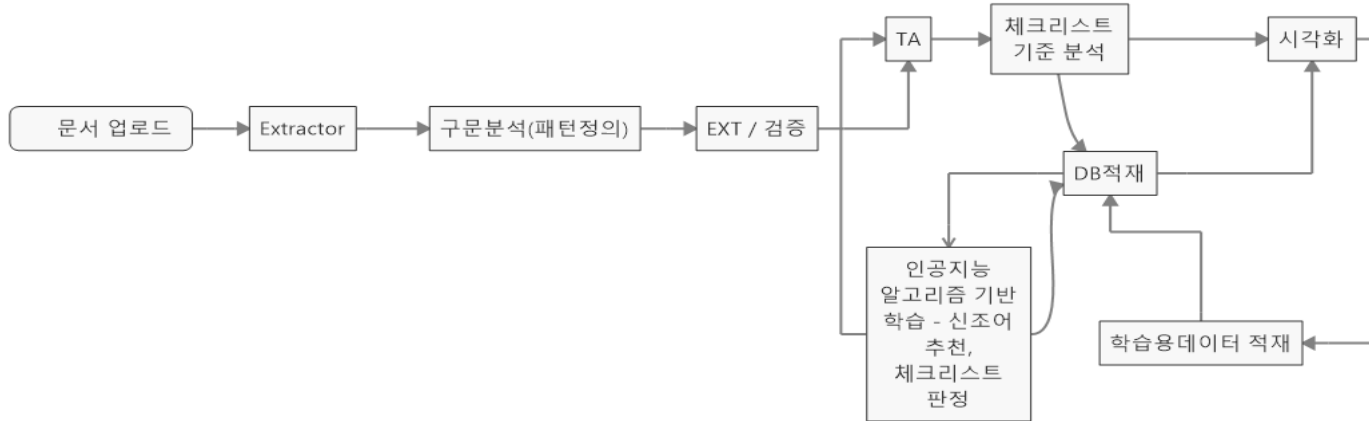 문서 업로드
Extractor
구문분석(패턴정의)
EXT / 검증
TA
체크리스트
기준 분석
시각화
DB적재
인공지능
알고리즘 기반
학습 - 신조어
추천,
체크리스트
판정
학습용데이터 적재